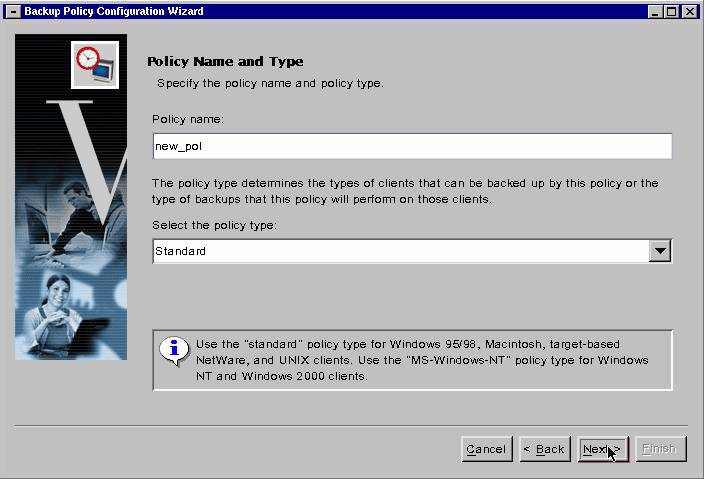 Backup Policy Configuration Wizard
Policy Name and Type
Specify the policy name and policy type.
Policy name:
new_pol
The policy type determines the types of clients that can be backed up by this policy or the
type of backups that this policy will perform on those clients.
Select the policy type:
Standard
Use the "standard" policy type for Windows 95/98, Macintosh, target-based
NetWare, and UNIX clients. Use the "MS-Windows-NT" policy type for Windows
NT and Windows 2000 clients.
Cancel < Back Next > Finish